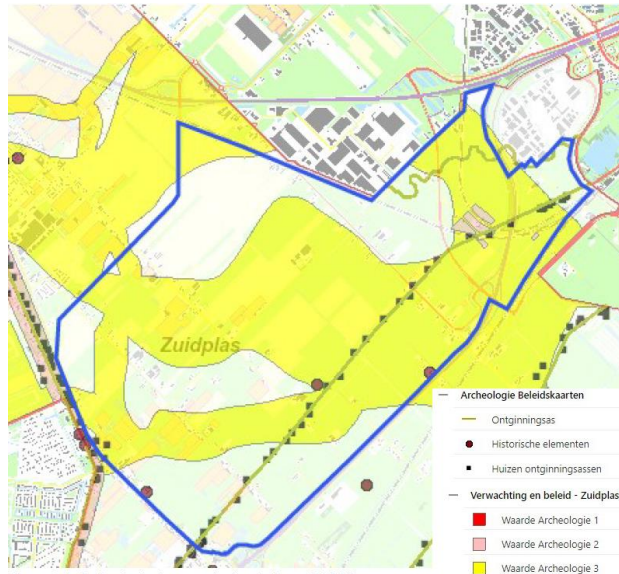 Zuidplas
Archeologie Beleidskaarten
Ontginningsas
Historische elementen
Huizen ontginningsassen
Verwachting en beleid - Zuidplas
Waarde Archeologie 1
Waarde Archeologie 2
Waarde Archeologie 3